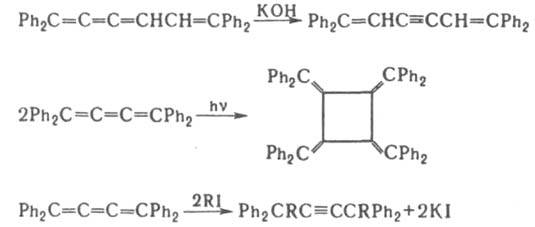 Ph₂C=C=C=CHCH=CPh₂ KOH Ph₂C=CHC≡CCH=CPh₂
Ph₂C CPh₂
2Ph₂C=C=C=CPh₂ hν
Ph₂C CPh₂
Ph₂C=C=C=CPh₂ 2RI Ph₂CRC≡CCRPh₂+2KI